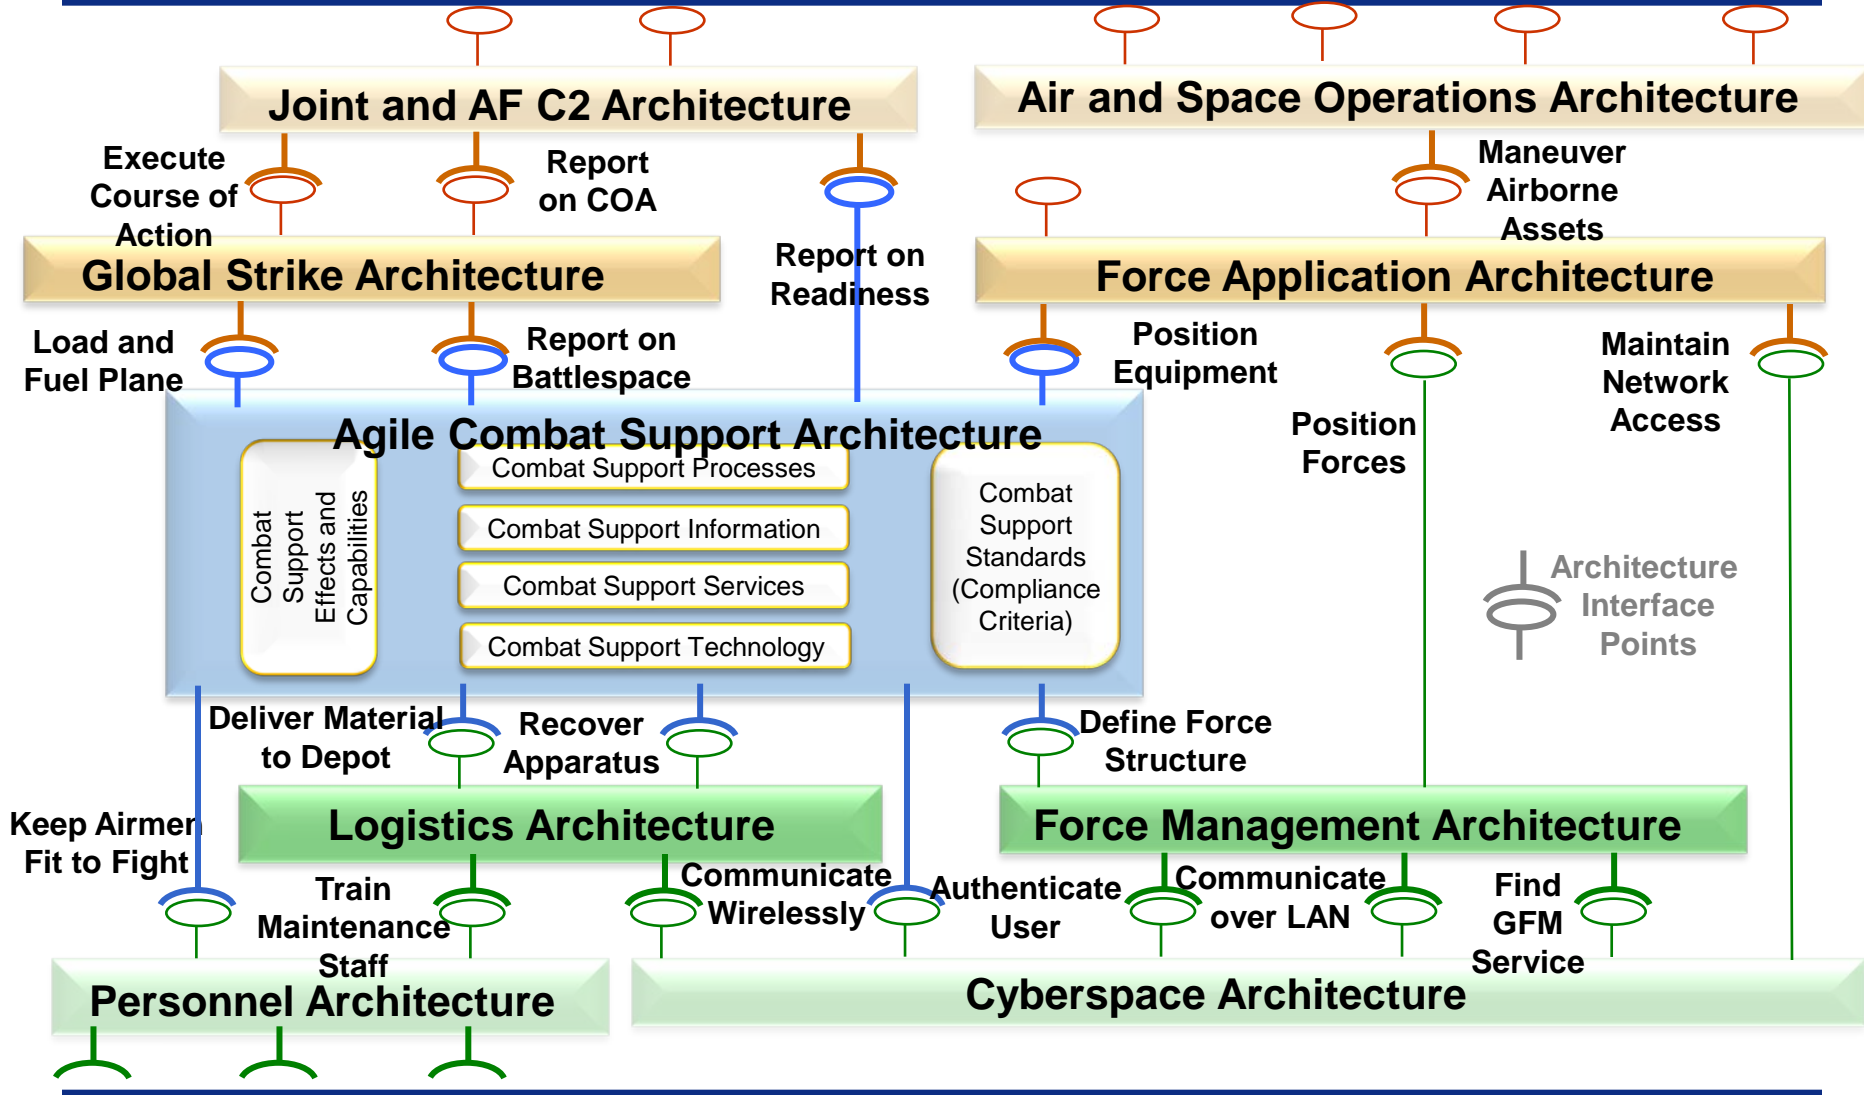 Joint and AF C2 Architecture
Air and Space Operations Architecture
Execute
Course of
Action
Report
on COA
Maneuver
Airborne
Assets
Global Strike Architecture
Report on
Readiness
Force Application Architecture
Load and
Fuel Plane
Report on
Battlespace
Position
Equipment
Maintain
Network
Access
Position
Forces
Agile Combat Support Architecture
Combat
Support
Effects and
Capabilities
Combat Support Processes
Combat Support Information
Combat Support Services
Combat Support Technology
Combat
Support
Standards
(Compliance
Criteria)
Architecture
Interface
Points
Deliver Material
to Depot
Recover
Apparatus
Define Force
Structure
Keep Airmen
Fit to Fight
Logistics Architecture
Force Management Architecture
Train
Maintenance
Staff
Communicate
Wirelessly
Authenticate
User
Communicate
over LAN
Find
GFM
Service
Personnel Architecture
Cyberspace Architecture